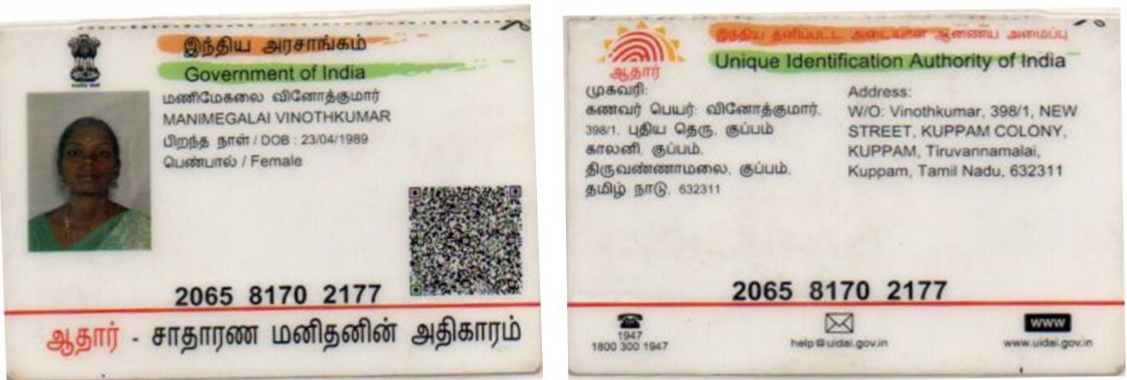 இந்திய அரசாங்கம்
Government of India
மணிமேகலை வினோத்குமார்
MANIMEGALAI VINOTHKUMAR
பிறந்த நாள் / DOB : 23/04/1989
பெண்பால் / Female
2065 8170 2177
ஆதார் - சாதாரண மனிதனின் அதிகாரம்
இந்திய தனிப்பட்ட அடையாள ஆணைய அமைப்பு
Unique Identification Authority of India
ஆதார்
முகவரி:
கணவர் பெயர்: வினோத்குமார்,
398/1, புதிய தெரு, குப்பம்
காலனி, குப்பம்,
திருவண்ணாமலை, குப்பம்,
தமிழ் நாடு, 632311
Address:
W/O: Vinothkumar, 398/1, NEW
STREET, KUPPAM COLONY,
KUPPAM, Tiruvannamalai,
Kuppam, Tamil Nadu, 632311
2065 8170 2177
1947
1800 300 1947
help@uidai.gov.in
www
www.uidai.gov.in